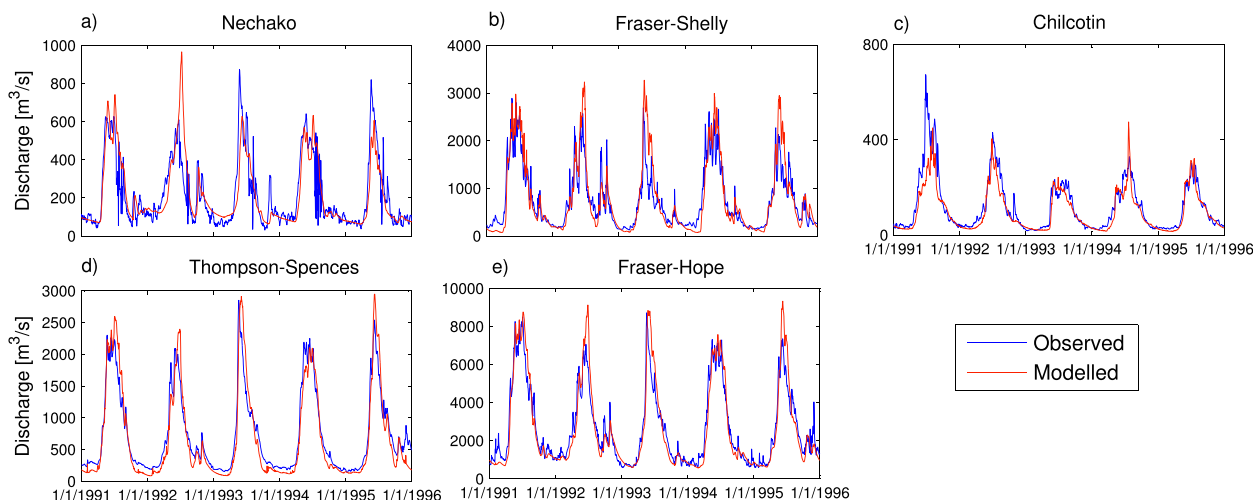 a) Nechako
1000
800
600
400
200
0
Discharge [m³/s]
b) Fraser-Shelly
4000
3000
2000
1000
0
c) Chilcotin
800
400
0
1/1/1991 1/1/1992 1/1/1993 1/1/1994 1/1/1995 1/1/1996
d) Thompson-Spences
3000
2500
2000
1500
1000
500
0
Discharge [m³/s]
1/1/1991 1/1/1992 1/1/1993 1/1/1994 1/1/1995 1/1/1996
e) Fraser-Hope
10000
8000
6000
4000
2000
0
1/1/1991 1/1/1992 1/1/1993 1/1/1994 1/1/1995 1/1/1996
Observed
Modelled